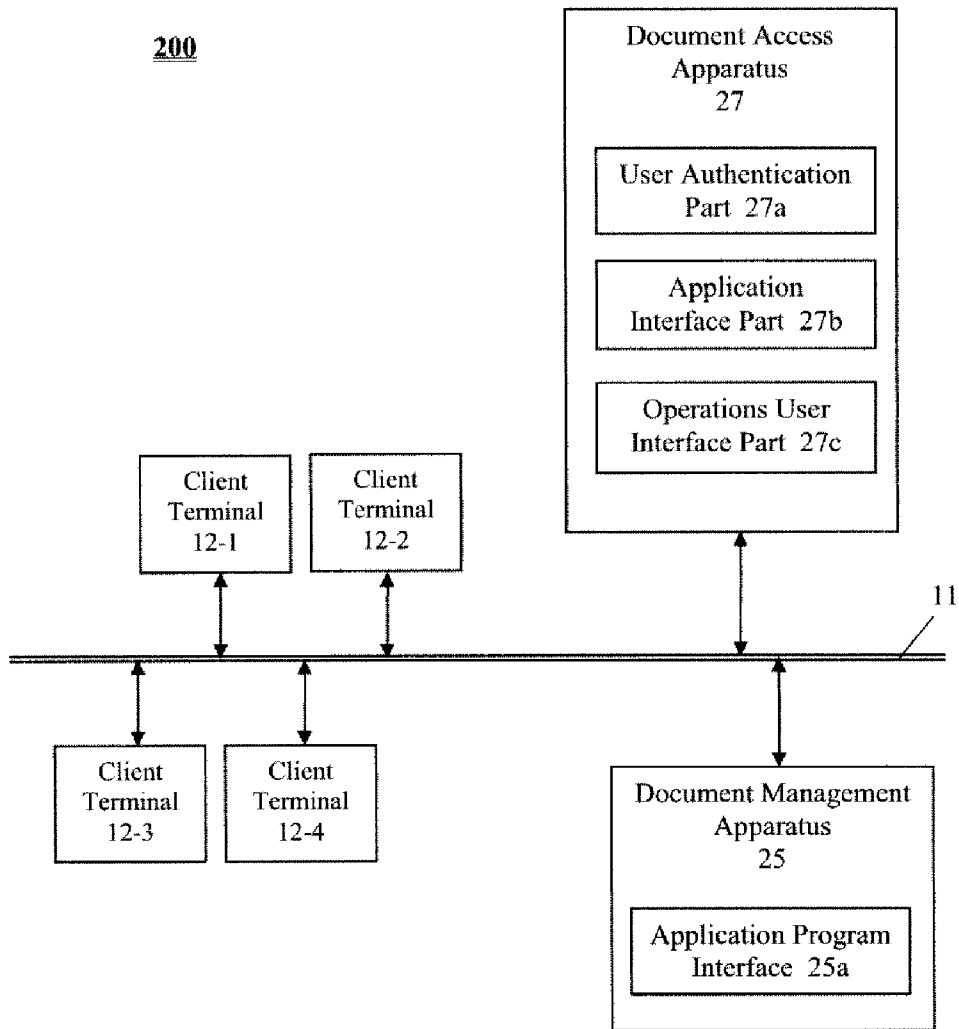 200
Document Access
Apparatus
27
User Authentication
Part 27a
Application
Interface Part 27b
Operations User
Interface Part 27c
Client
Terminal
12-1
Client
Terminal
12-2
11
Client
Terminal
12-3
Client
Terminal
12-4
Document Management
Apparatus
25
Application Program
Interface 25a